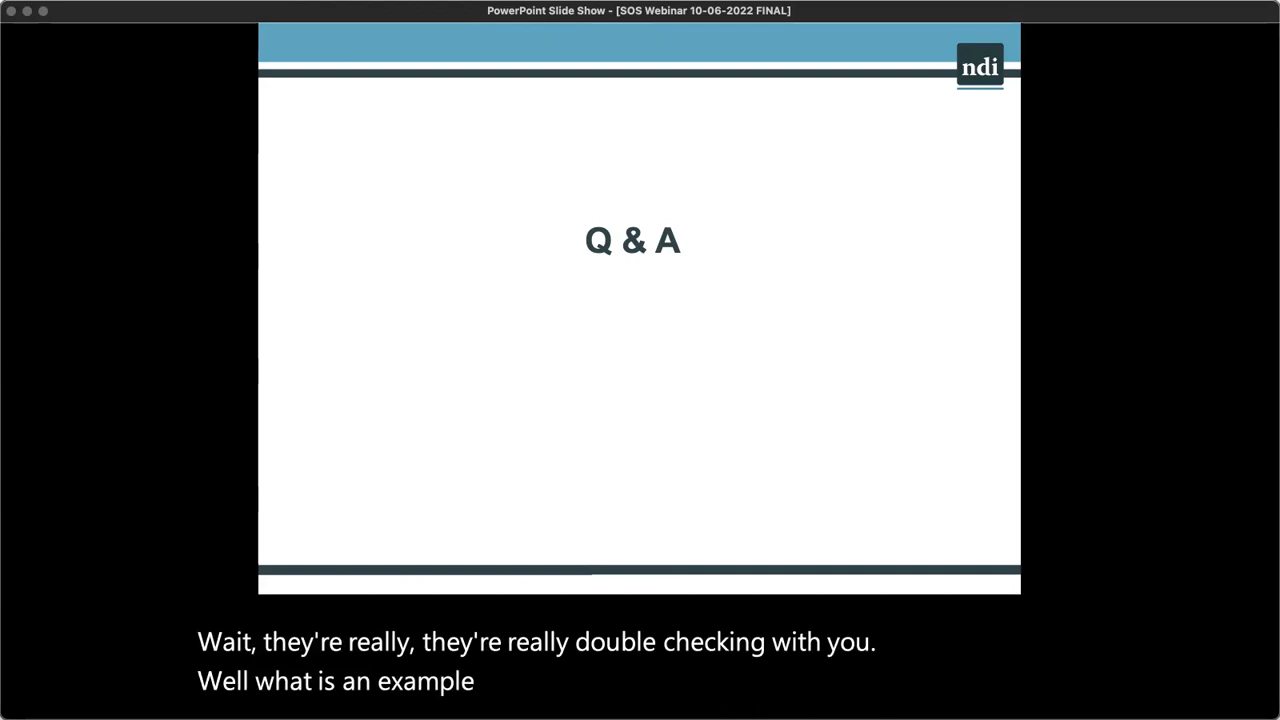 PowerPoint Slide Show - [SOS Webinar 10-06-2022 FINAL]
ndi
Q & A
Wait, they're really, they're really double checking with you.
Well what is an example